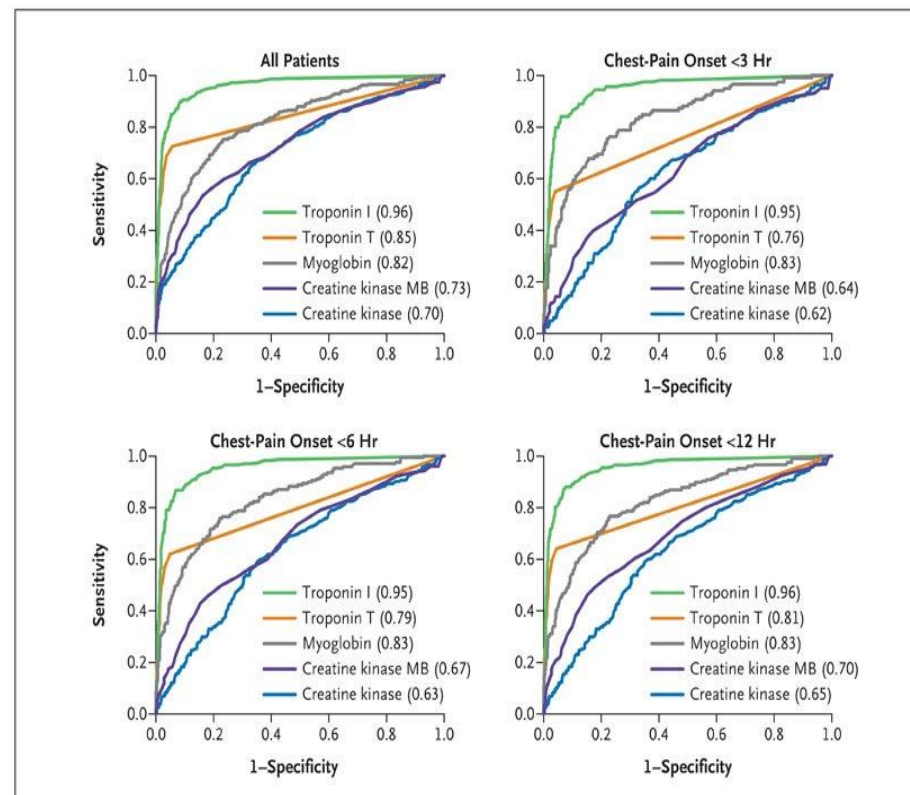 All Patients
1.0
0.8
0.6
0.4
0.2
0.0
Sensitivity
Troponin I (0.96)
Troponin T (0.85)
Myoglobin (0.82)
Creatine kinase MB (0.73)
Creatine kinase (0.70)
0.0 0.2 0.4 0.6 0.8 1.0
1–Specificity
Chest-Pain Onset <3 Hr
1.0
0.8
0.6
0.4
0.2
0.0
Troponin I (0.95)
Troponin T (0.76)
Myoglobin (0.83)
Creatine kinase MB (0.64)
Creatine kinase (0.62)
0.0 0.2 0.4 0.6 0.8 1.0
1–Specificity
Chest-Pain Onset <6 Hr
1.0
0.8
0.6
0.4
0.2
0.0
Sensitivity
Troponin I (0.95)
Troponin T (0.79)
Myoglobin (0.83)
Creatine kinase MB (0.67)
Creatine kinase (0.63)
0.0 0.2 0.4 0.6 0.8 1.0
1–Specificity
Chest-Pain Onset <12 Hr
1.0
0.8
0.6
0.4
0.2
0.0
Troponin I (0.96)
Troponin T (0.81)
Myoglobin (0.83)
Creatine kinase MB (0.70)
Creatine kinase (0.65)
0.0 0.2 0.4 0.6 0.8 1.0
1–Specificity